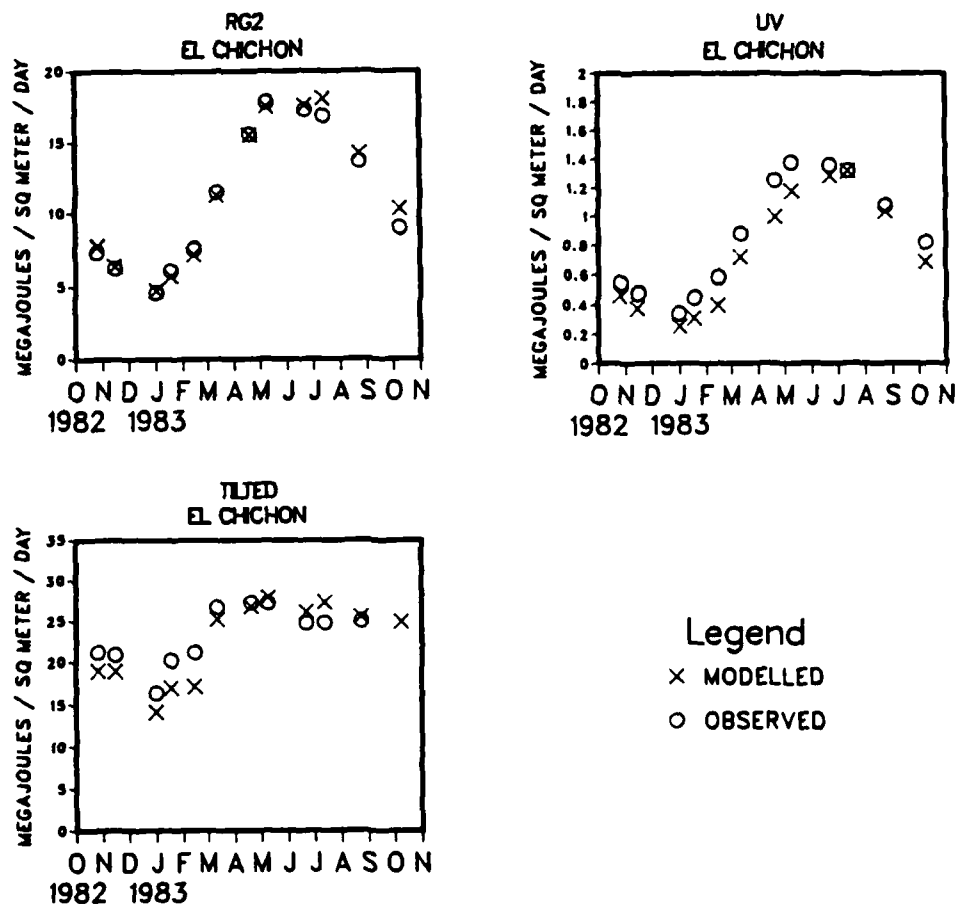 RG2
EL CHICHON
MEGAJOULES / SQ METER / DAY
20
15
10
5
0
O N D J F M A M J J A S O N
1982 1983
UV
EL CHICHON
MEGAJOULES / SQ METER / DAY
2
1.8
1.6
1.4
1.2
1
0.8
0.6
0.4
0.2
0
O N D J F M A M J J A S O N
1982 1983
TILTED
EL CHICHON
MEGAJOULES / SQ METER / DAY
35
30
25
20
15
10
5
0
O N D J F M A M J J A S O N
1982 1983
Legend
× MODELLED
○ OBSERVED